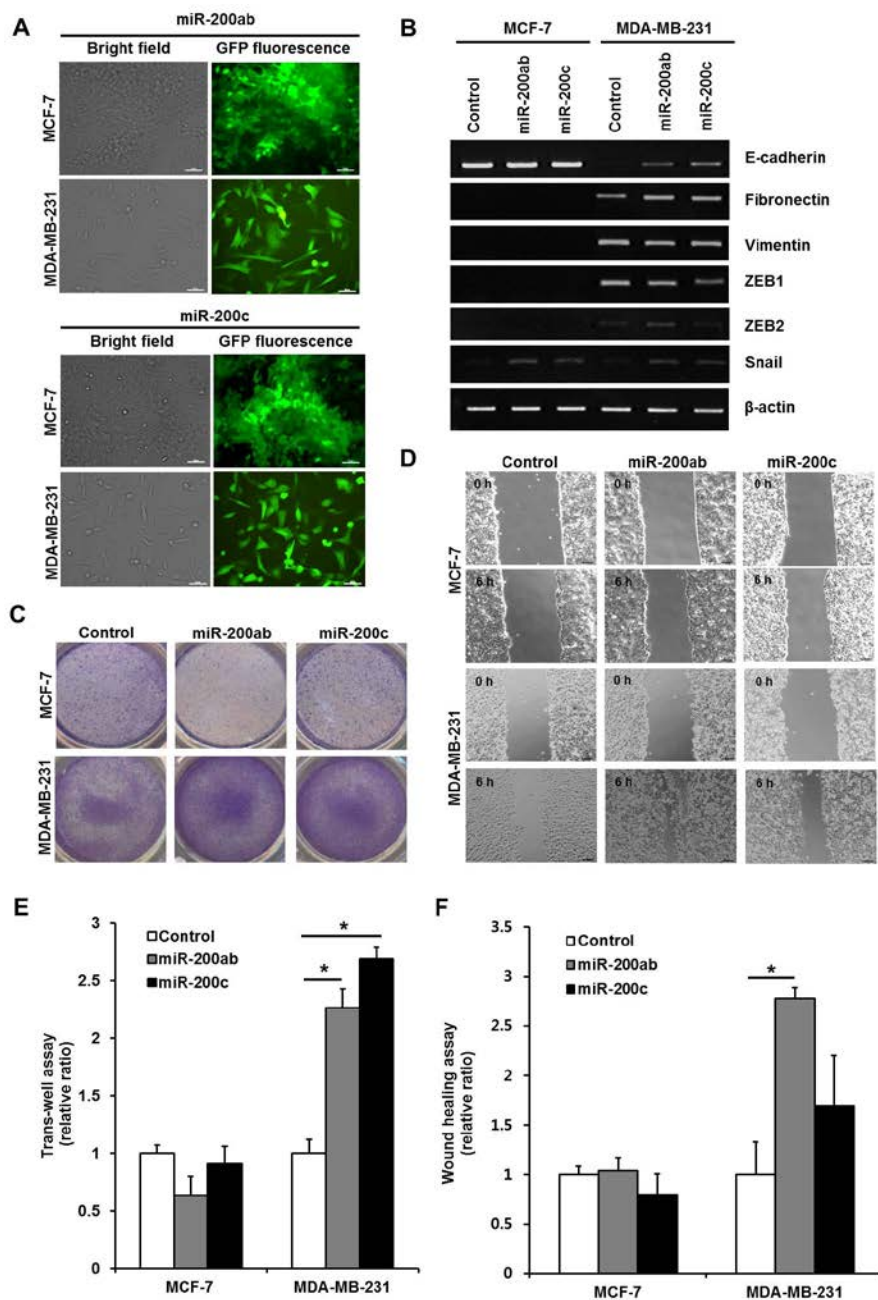 A
miR-200ab
Bright field GFP fluorescence
MCF-7
MDA-MB-231
miR-200c
Bright field GFP fluorescence
MCF-7
MDA-MB-231
B
MCF-7 MDA-MB-231
Control miR-200ab miR-200c Control miR-200ab miR-200c
E-cadherin
Fibronectin
Vimentin
ZEB1
ZEB2
Snail
β-actin
C
Control miR-200ab miR-200c
MCF-7
MDA-MB-231
D
Control miR-200ab miR-200c
MCF-7
0 h 0 h 0 h
6 h 6 h 6 h
MDA-MB-231
0 h 0 h 0 h
6 h 6 h 6 h
E
Trans-well assay
(relative ratio)
3
2.5
2
1.5
1
0.5
0
Control
miR-200ab
miR-200c
*
*
MCF-7 MDA-MB-231
F
Wound healing assay
(relative ratio)
3.5
3
2.5
2
1.5
1
0.5
0
Control
miR-200ab
miR-200c
*
MCF-7 MDA-MB-231